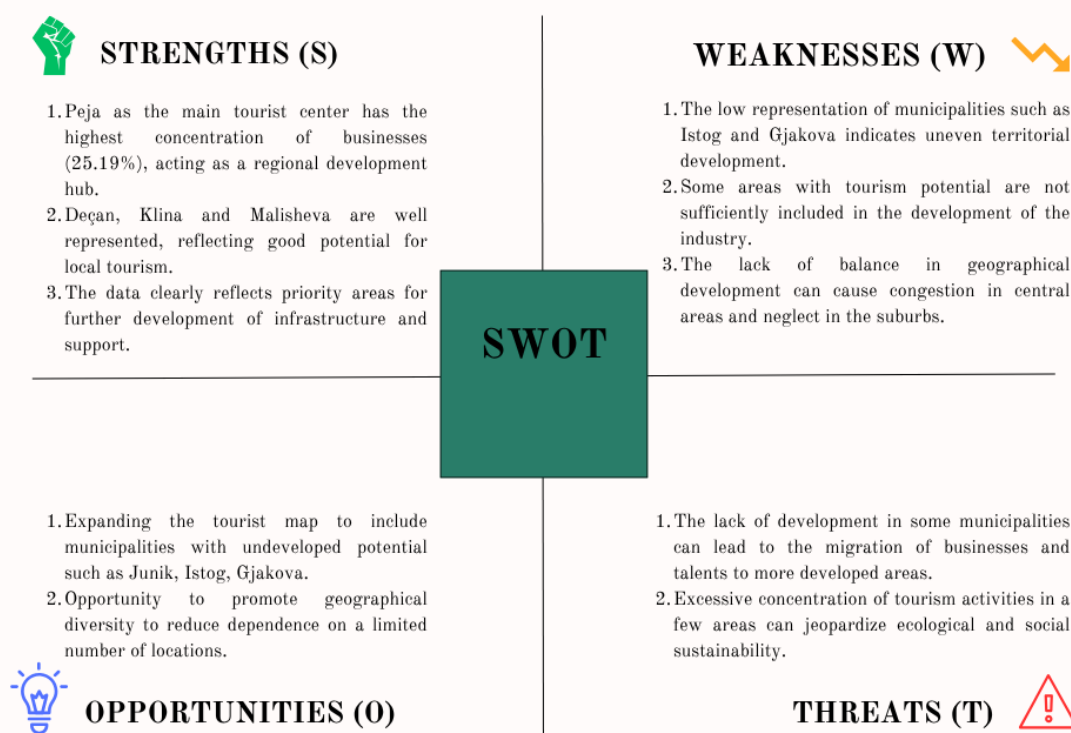 STRENGTHS (S)
1. Peja as the main tourist center has the
highest concentration of businesses
(25.19%), acting as a regional development
hub.
2. Deçan, Klina and Malisheva are well
represented, reflecting good potential for
local tourism.
3. The data clearly reflects priority areas for
further development of infrastructure and
support.
WEAKNESSES (W)
1. The low representation of municipalities such as
Istog and Gjakova indicates uneven territorial
development.
2. Some areas with tourism potential are not
sufficiently included in the development of the
industry.
3. The lack of balance in geographical
development can cause congestion in central
areas and neglect in the suburbs.
SWOT
1. Expanding the tourist map to include
municipalities with undeveloped potential
such as Junik, Istog, Gjakova.
2. Opportunity to promote geographical
diversity to reduce dependence on a limited
number of locations.
OPPORTUNITIES (O)
1. The lack of development in some municipalities
can lead to the migration of businesses and
talents to more developed areas.
2. Excessive concentration of tourism activities in a
few areas can jeopardize ecological and social
sustainability.
THREATS (T)